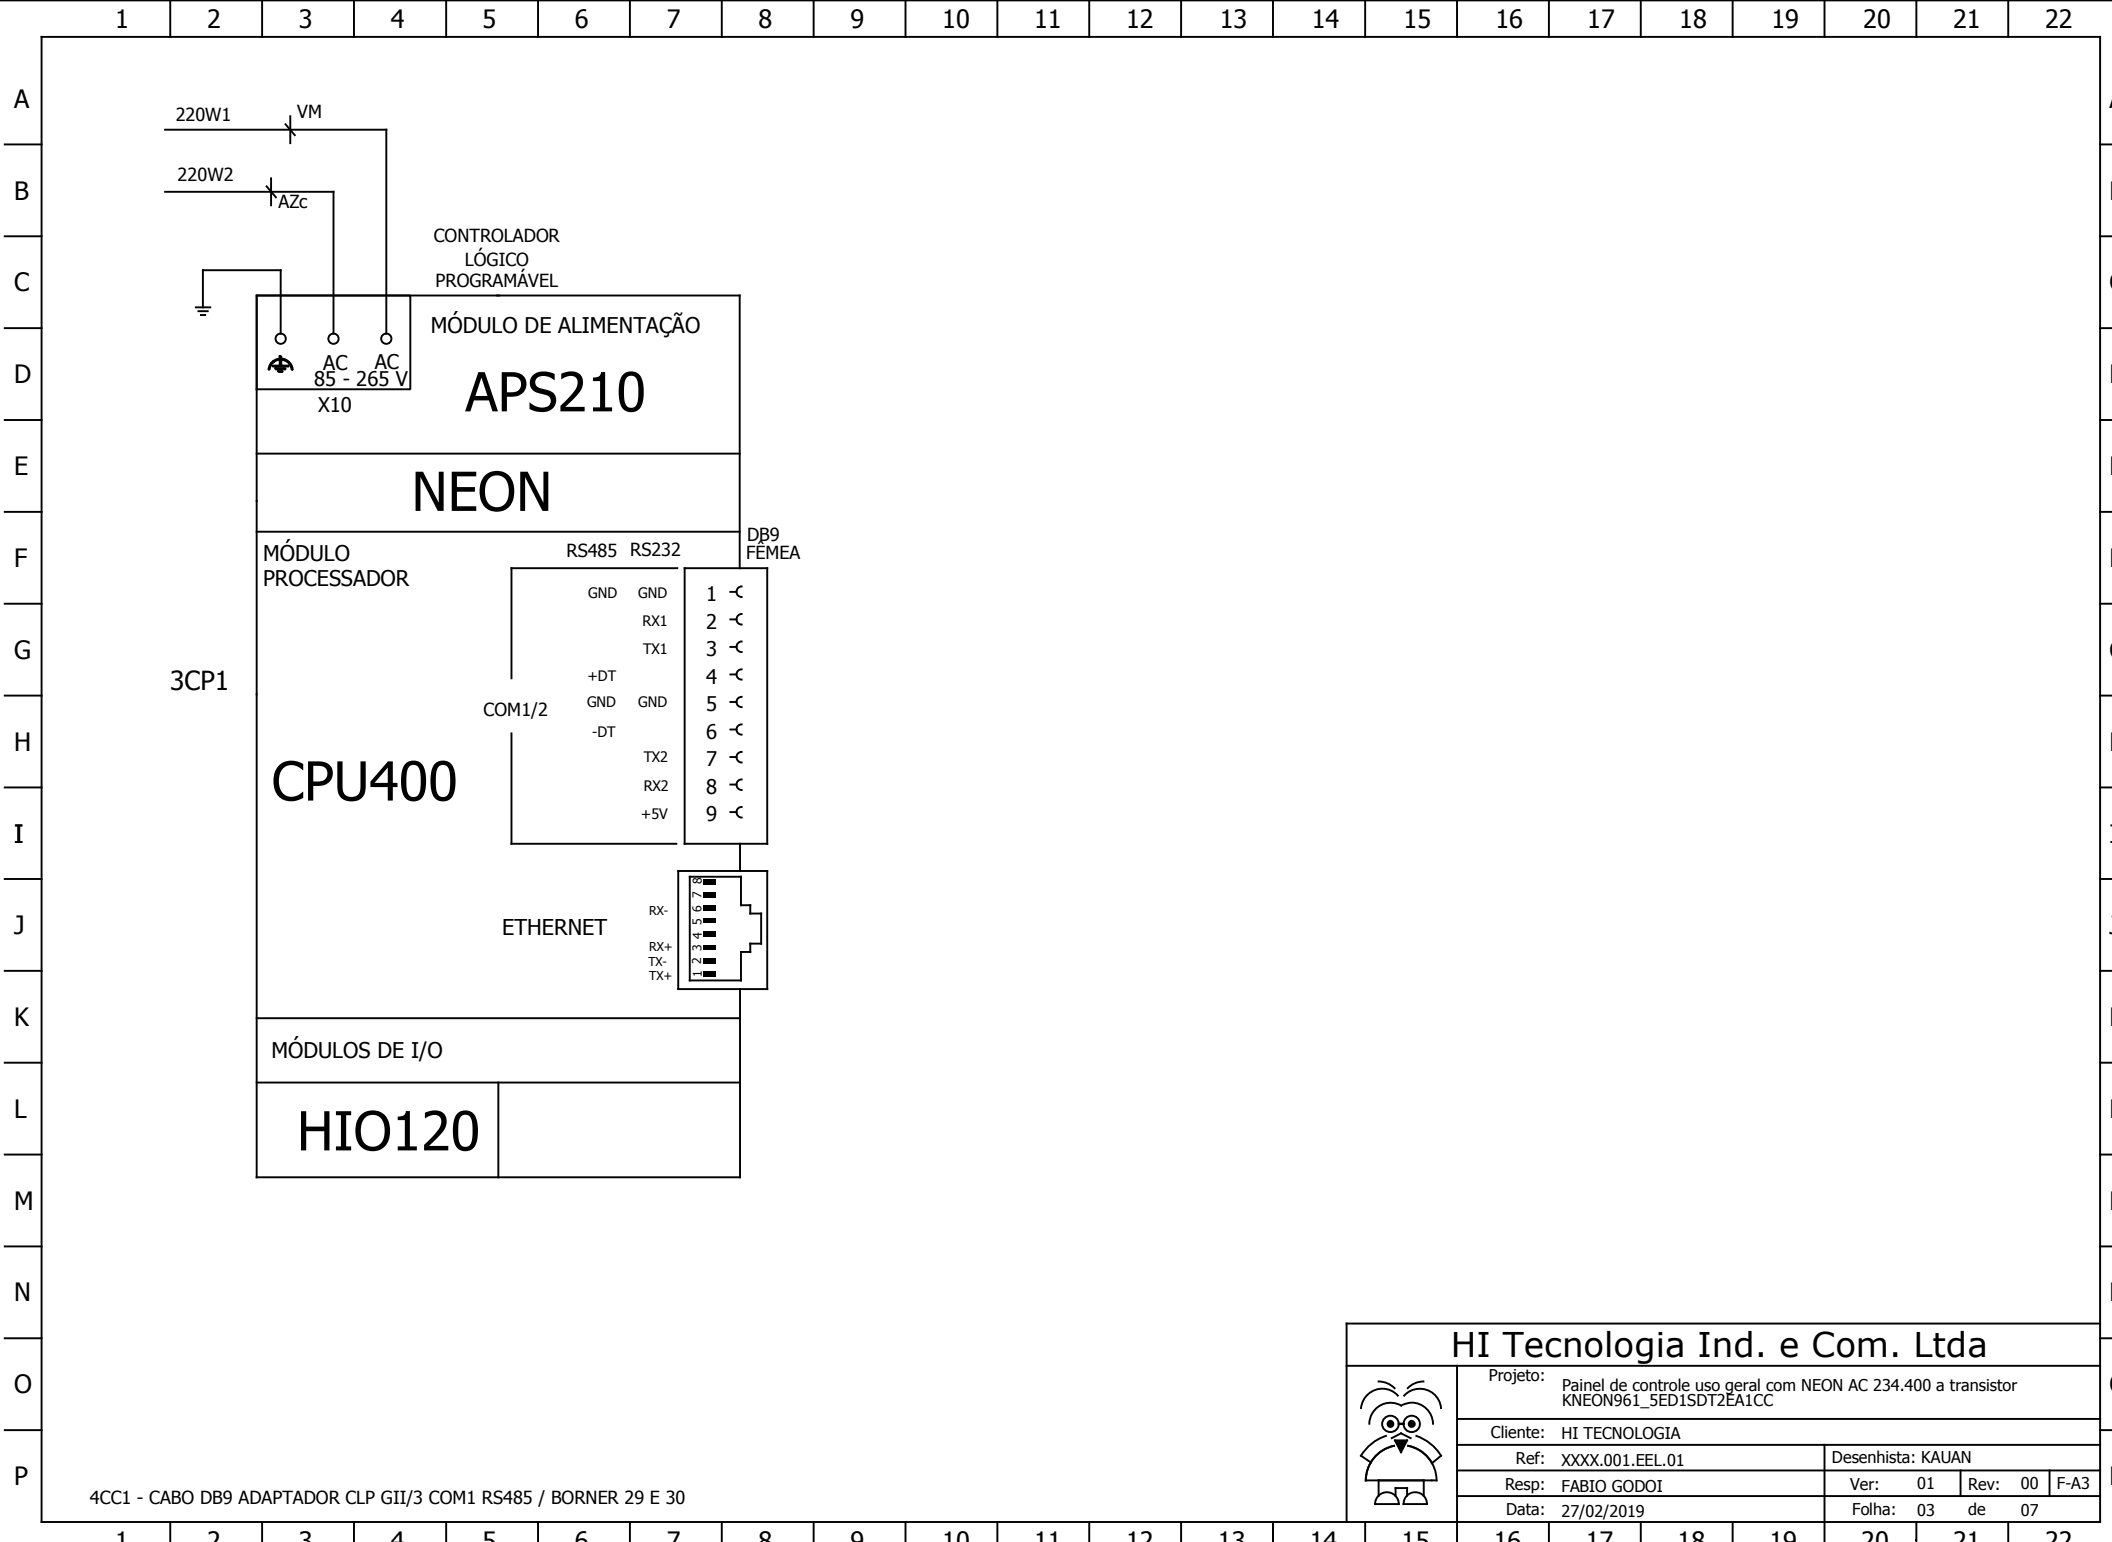 1 2 3 4 5 6 7 8 9 10 11 12 13 14 15 16 17 18 19 20 21 22
A
B
C
D
E
F
G
H
I
J
K
L
M
N
O
P
220W1
VM
220W2
AZc
CONTROLADOR
LÓGICO
PROGRAMÁVEL
MÓDULO DE ALIMENTAÇÃO
AC AC
85 - 265 V
X10
APS210
NEON
MÓDULO
PROCESSADOR
RS485 RS232
DB9
FÊMEA
GND GND 1
RX1 2
TX1 3
+DT 4
GND GND 5
-DT 6
TX2 7
RX2 8
+5V 9
COM1/2
3CP1
CPU400
ETHERNET
RX-
RX+
TX-
TX+
1 2 3 4 5 6 7 8
MÓDULOS DE I/O
HIO120
4CC1 - CABO DB9 ADAPTADOR CLP GII/3 COM1 RS485 / BORNER 29 E 30
HI Tecnologia Ind. e Com. Ltda
Projeto: Painel de controle uso geral com NEON AC 234.400 a transistor
KNEON961_5ED1SDT2EA1CC
Cliente: HI TECNOLOGIA
Ref: XXXX.001.EEL.01 Desenhista: KAUAN
Resp: FABIO GODOI Ver: 01 Rev: 00 F-A3
Data: 27/02/2019 Folha: 03 de 07
1 2 3 4 5 6 7 8 9 10 11 12 13 14 15 16 17 18 19 20 21 22